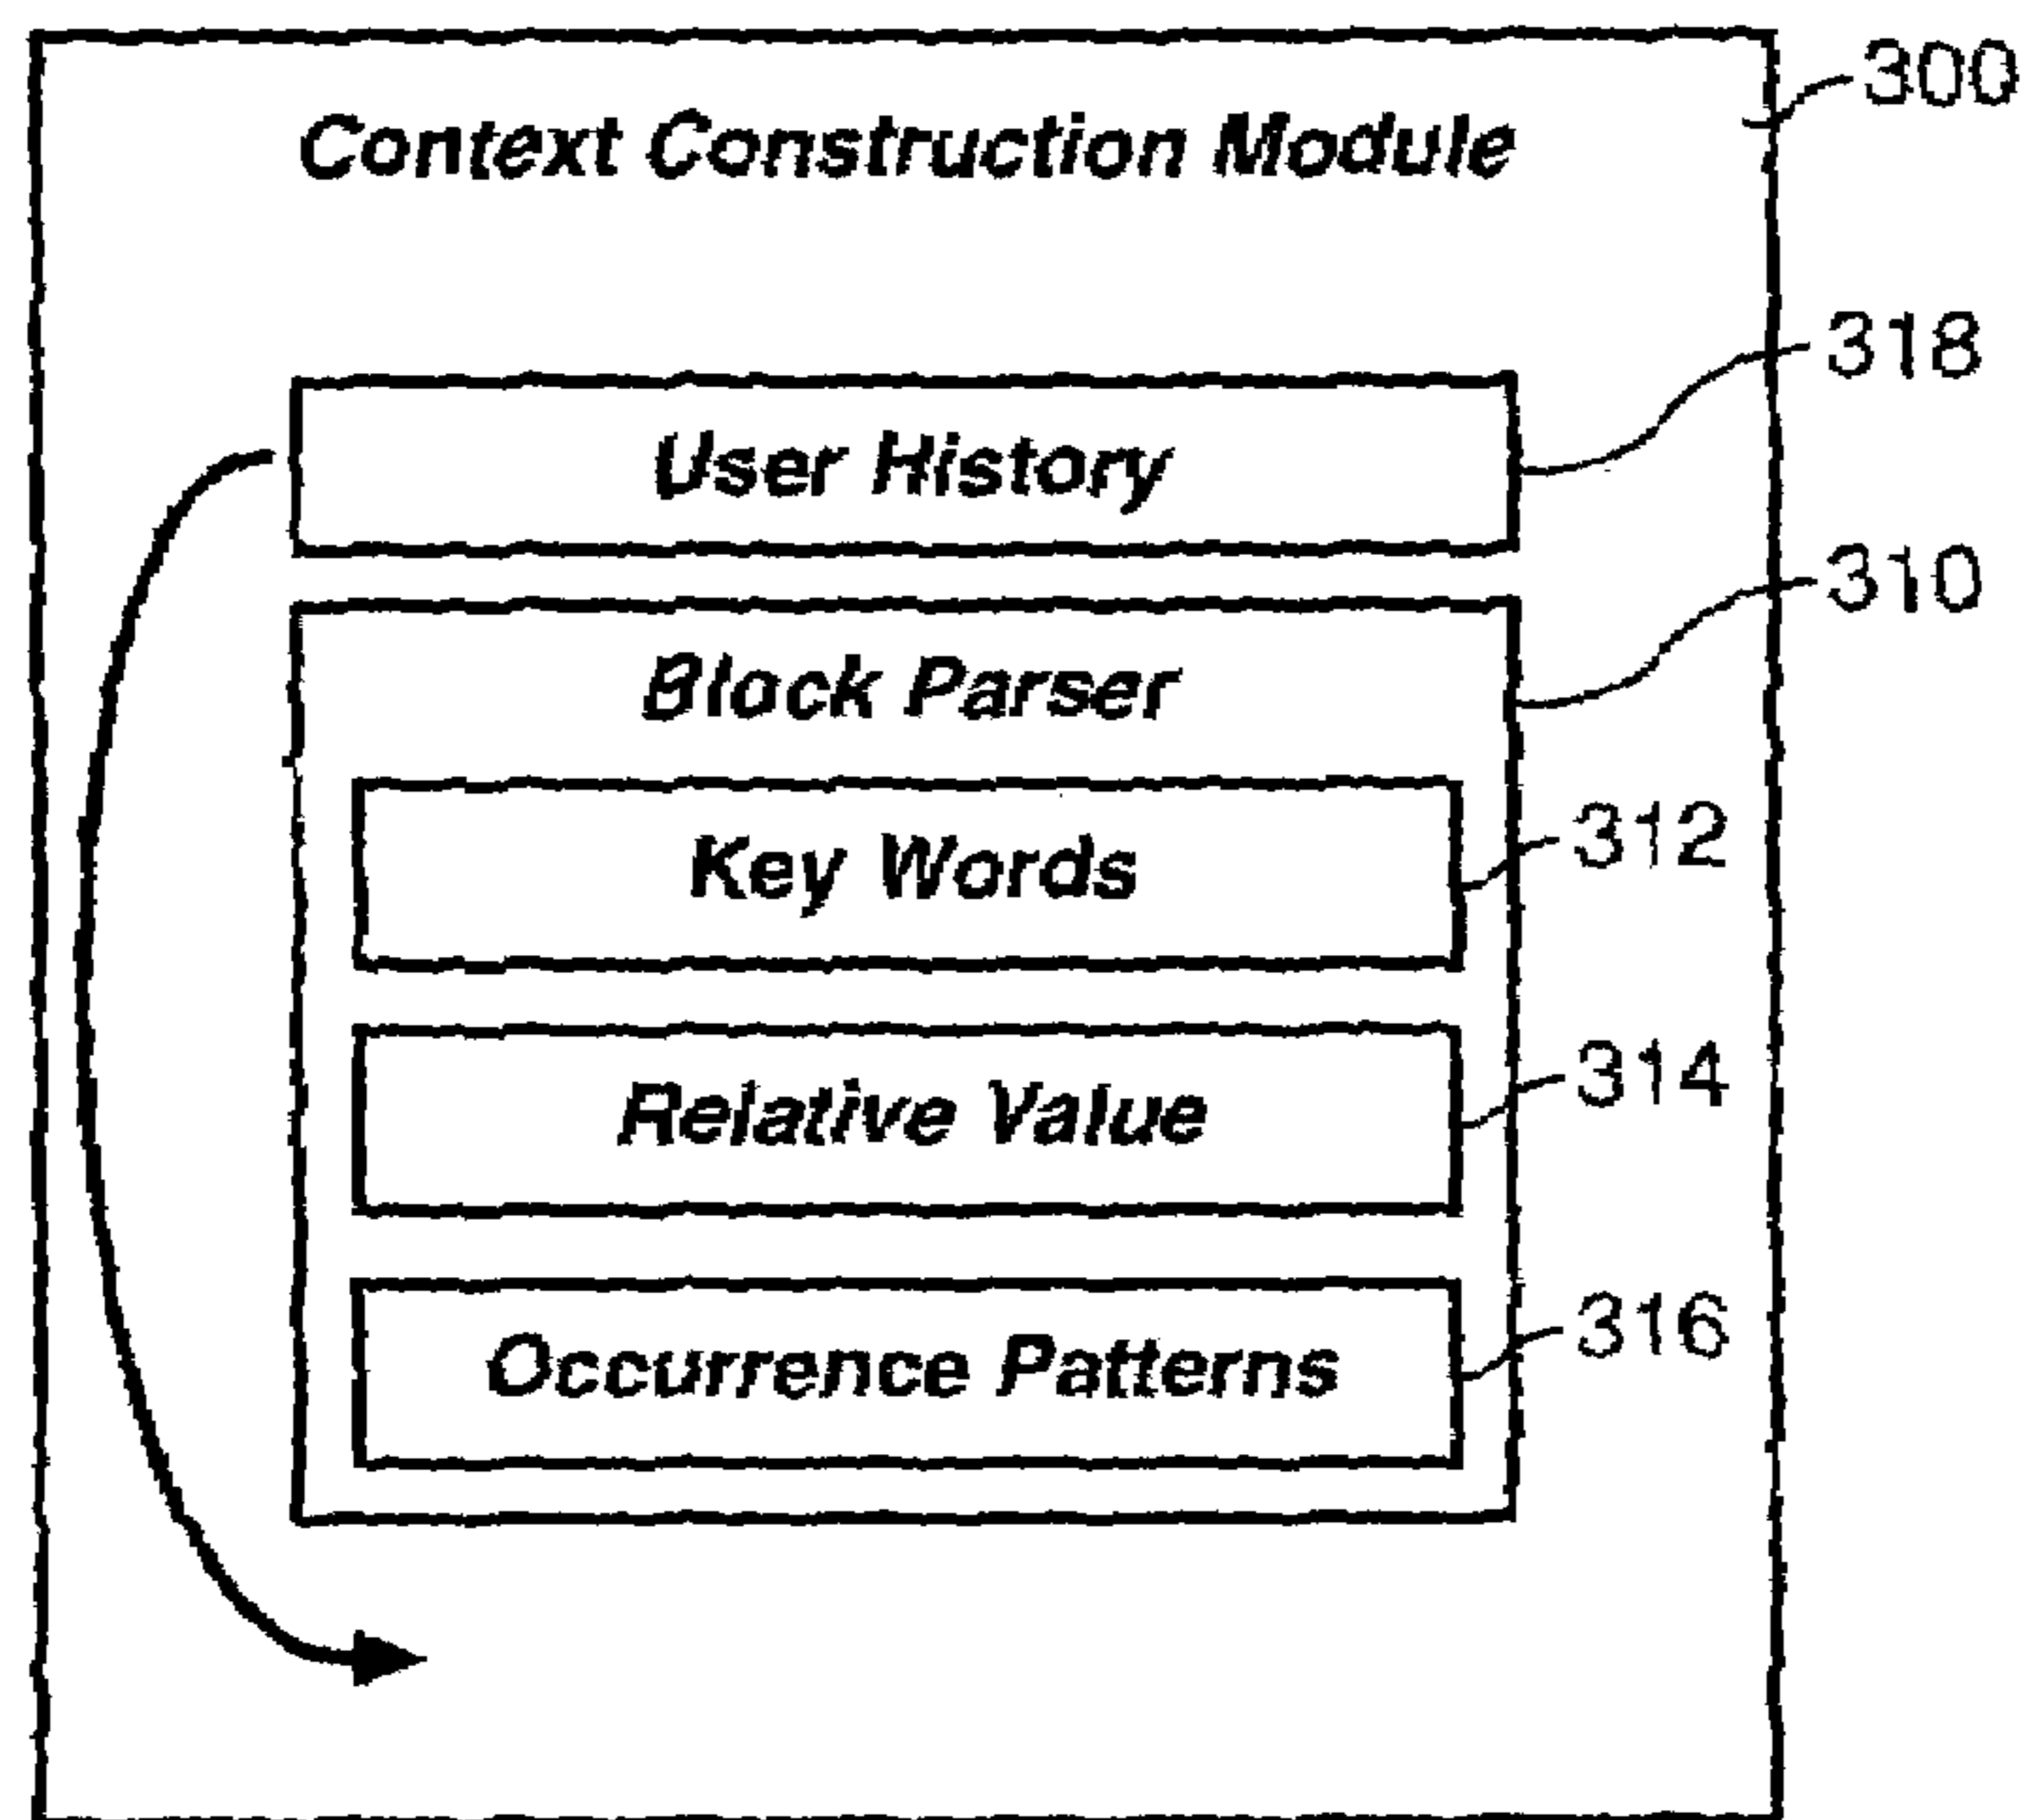 300
Context Construction Module
318
User History
310
Block Parser
312
Key Words
314
Relative Value
316
Occurrence Patterns